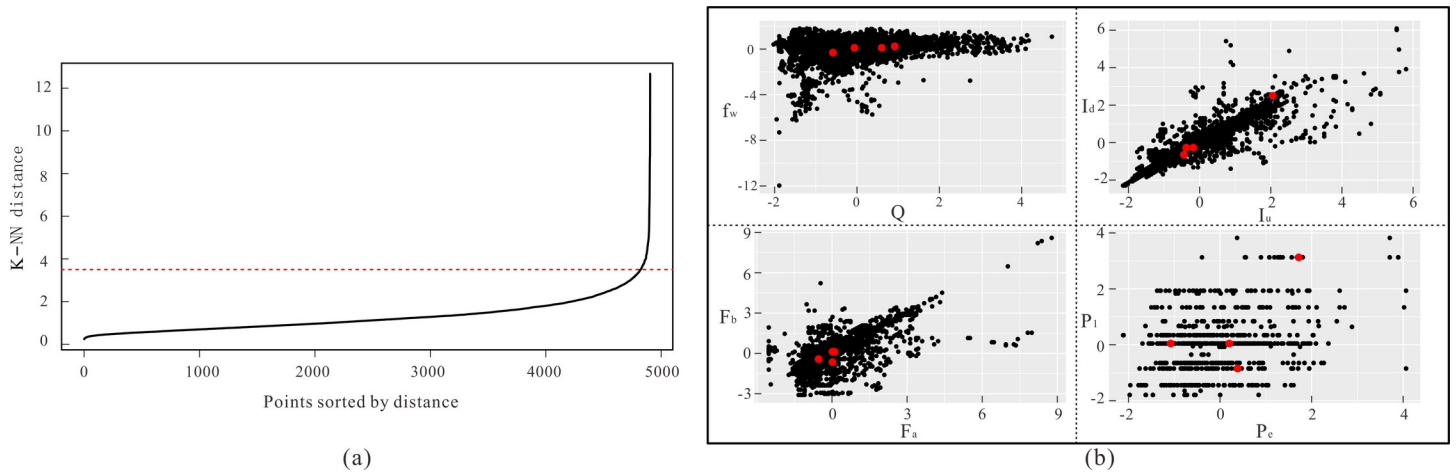 12
10
8
6
4
2
0
K-NN distance
0 1000 2000 3000 4000 5000
Points sorted by distance
(a)
0
-4
-8
-12
fw
-2 0 2 4
Q
6
4
2
0
-2
Id
-2 0 2 4 6
Iu
9
6
3
0
-3
Fb
0 3 6 9
Fa
4
2
0
-2
Pl
-2 0 2 4
Pe
(b)